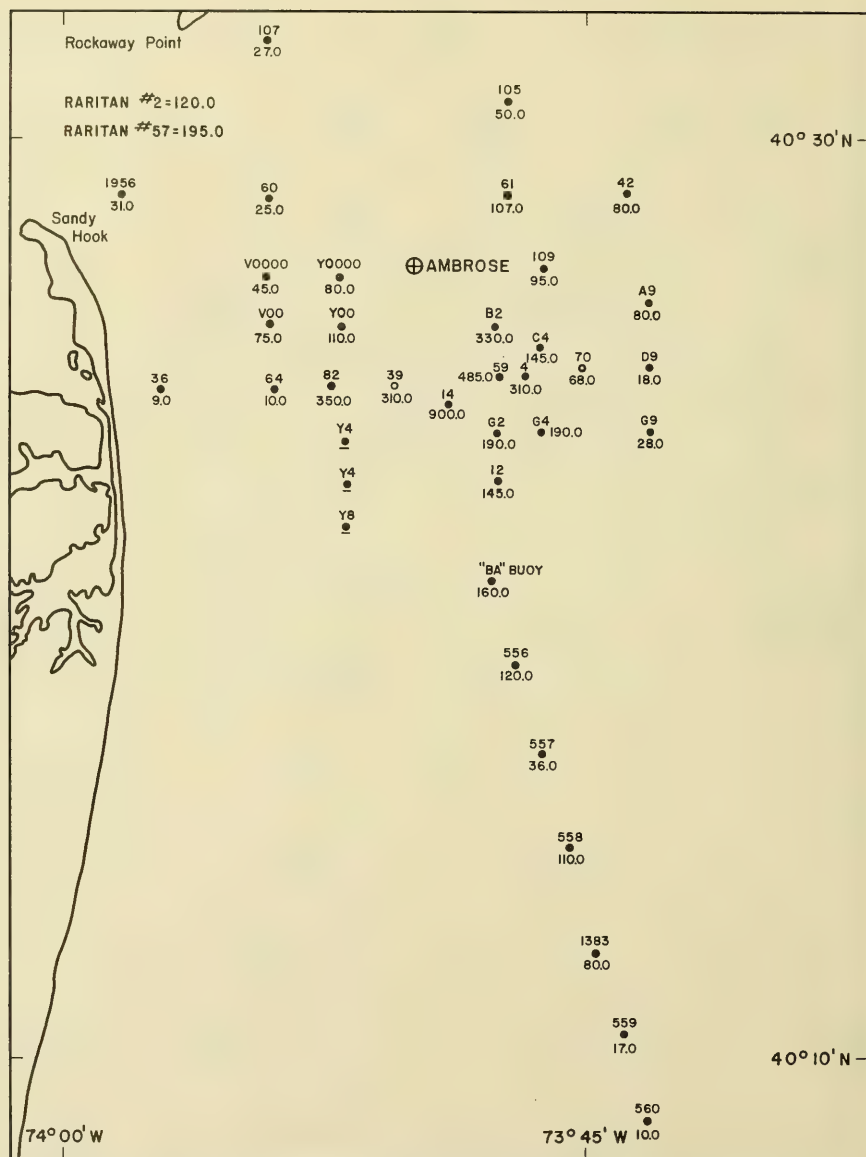 107
Rockaway Point
27.0
105
RARITAN #2=120.0
50.0
RARITAN #57=195.0
40° 30' N
1956
60
61
42
31.0
25.0
107.0
80.0
Sandy
Hook
V0000
Y0000
AMBROSE
109
45.0
80.0
95.0
A9
V00
Y00
B2
80.0
75.0
110.0
330.0
C4
145.0
70
D9
36
64
82
39
59
4
485.0
68.0
18.0
9.0
10.0
350.0
310.0
14
310.0
900.0
G2
G4
G9
Y4
190.0
190.0
28.0
Y4
12
145.0
Y8
"BA" BUOY
160.0
556
120.0
557
36.0
558
110.0
1383
80.0
559
17.0
40° 10' N
560
74° 00' W
73° 45' W
10.0